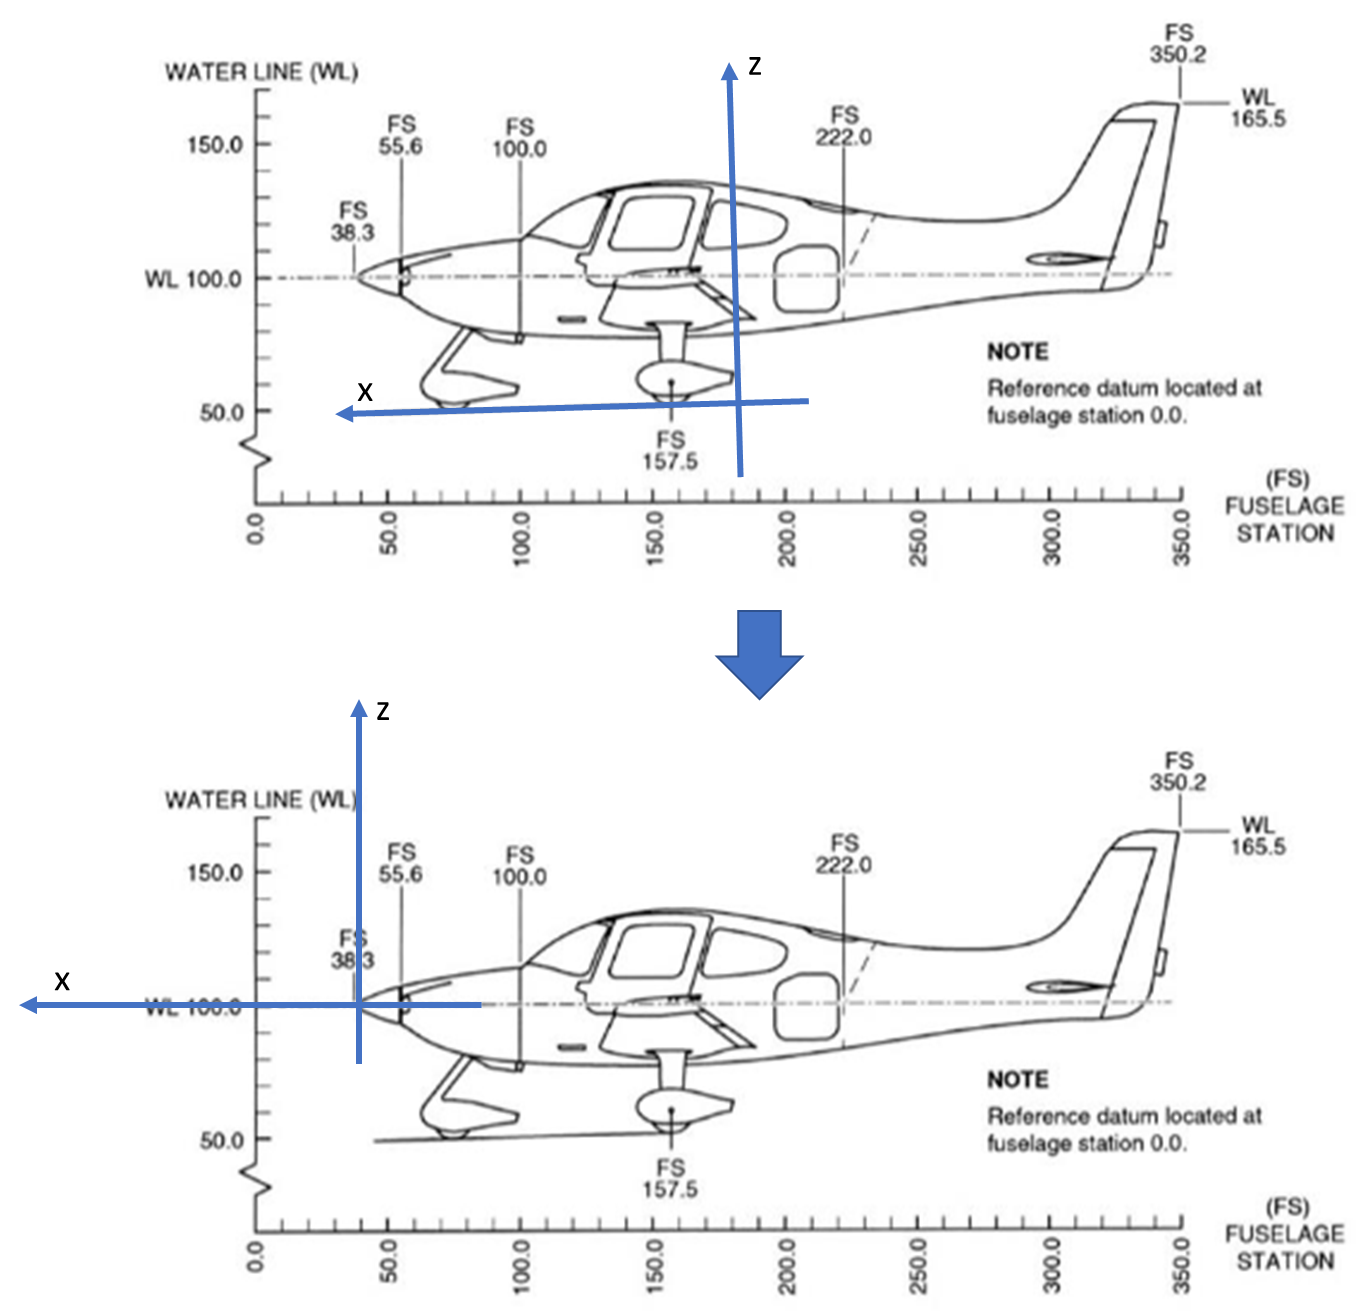 FS
350.2
Z
WATER LINE (WL)
WL
165.5
FS
55.6
FS
100.0
FS
222.0
150.0
FS
38.3
WL 100.0
NOTE
Reference datum located at
fuselage station 0.0.
X
50.0
FS
157.5
(FS)
FUSELAGE
STATION
0.0
50.0
100.0
150.0
200.0
250.0
300.0
350.0
Z
FS
350.2
WATER LINE (WL)
WL
165.5
FS
55.6
FS
100.0
FS
222.0
150.0
FS
38.3
X
WL 100.0
NOTE
Reference datum located at
fuselage station 0.0.
50.0
FS
157.5
(FS)
FUSELAGE
STATION
0.0
50.0
100.0
150.0
200.0
250.0
300.0
350.0